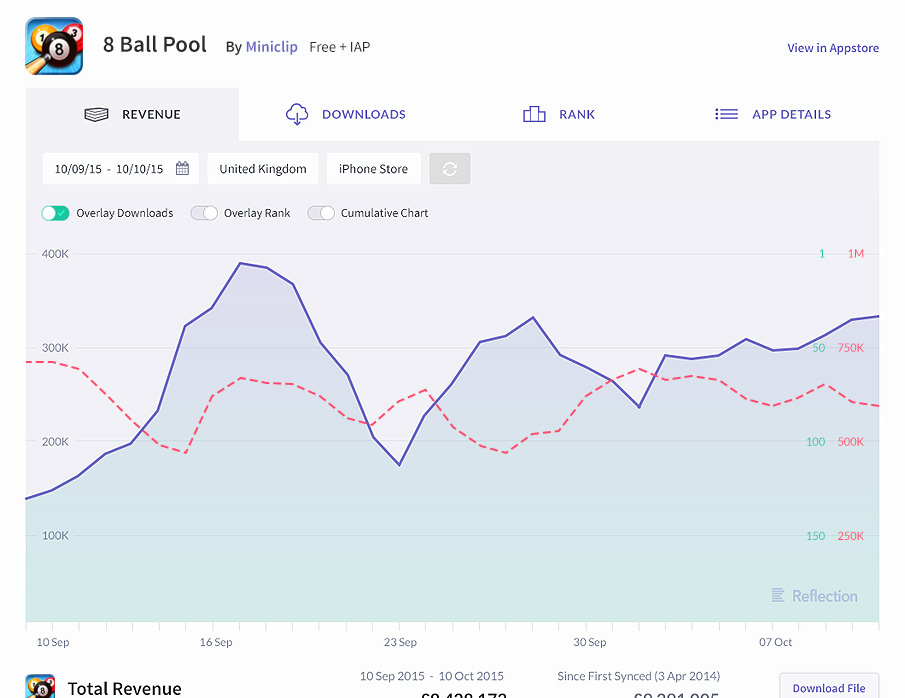 8 Ball Pool By Miniclip Free + IAP
View in Appstore
REVENUE DOWNLOADS RANK APP DETAILS
10/09/15 - 10/10/15 United Kingdom iPhone Store
Overlay Downloads Overlay Rank Cumulative Chart
400K 1 1M
300K 50 750K
200K 100 500K
100K 150 250K
Reflection
10 Sep 16 Sep 23 Sep 30 Sep 07 Oct
10 Sep 2015 - 10 Oct 2015 Since First Synced (3 Apr 2014)
Total Revenue Download File